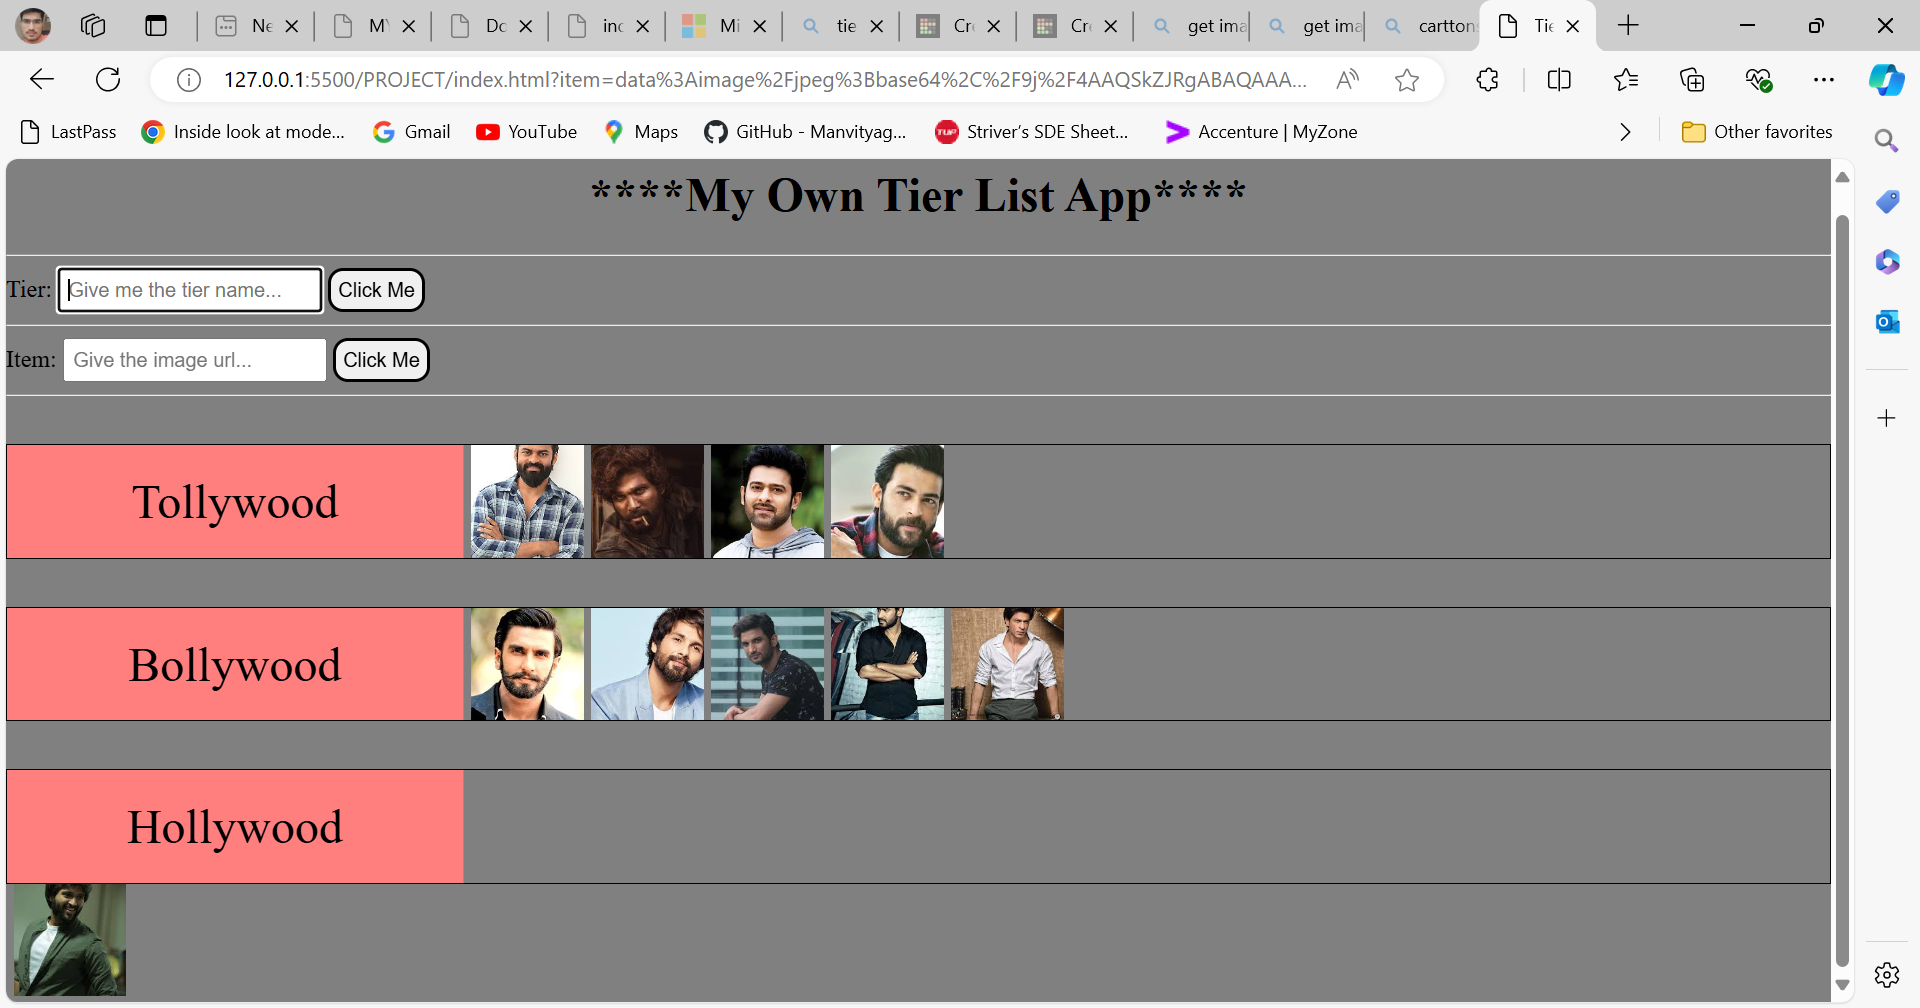 Ne
MY
Do
inc
Mi
tie
Cr
Cr
get ima
get ima
cartton
Tie
127.0.0.1:5500/PROJECT/index.html?item=data%3Aimage%2Fjpeg%3Bbase64%2C%2F9j%2F4AAQSkZJRgABAQAAA...
LastPass
Inside look at mode...
Gmail
YouTube
Maps
GitHub - Manvityag...
Striver's SDE Sheet...
Accenture | MyZone
Other favorites
****My Own Tier List App****
Tier: Give me the tier name... Click Me
Item: Give the image url... Click Me
Tollywood
Bollywood
Hollywood